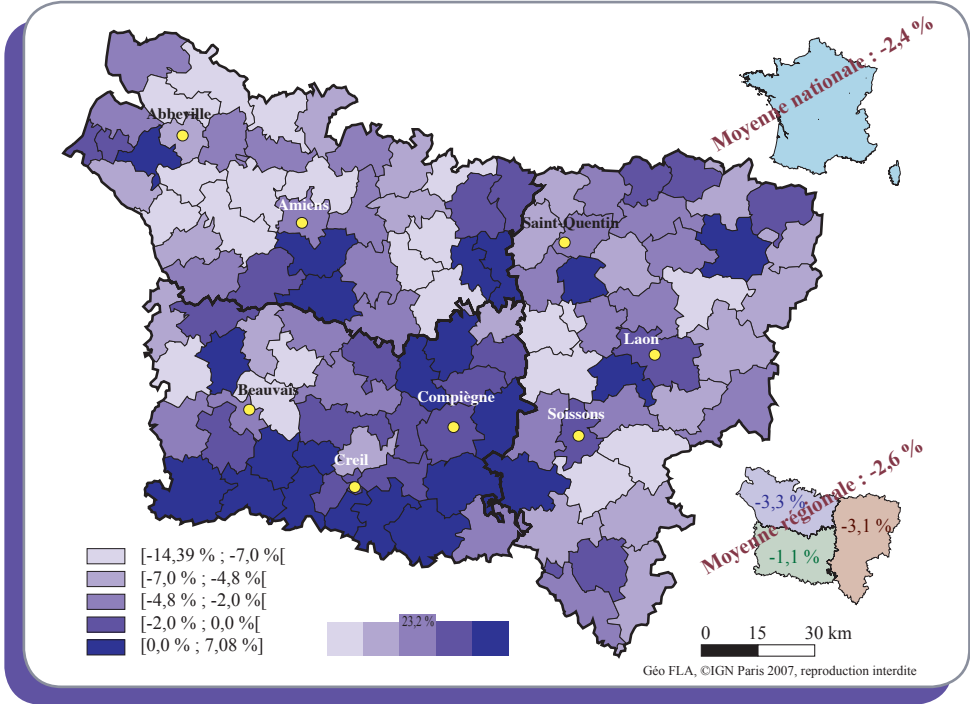 Moyenne nationale : -2,4 %
Abbeville
Amiens
Saint-Quentin
Laon
Beauvais
Compiègne
Soissons
Creil
Moyenne régionale : -2,6 %
-3,3 %
-3,1 %
-1,1 %
[-14,39 % ; -7,0 %[
[-7,0 % ; -4,8 %[
[-4,8 % ; -2,0 %[
[-2,0 % ; 0,0 %[
[0,0 % ; 7,08 %]
23,2 %
0 15 30 km
Géo FLA, ©IGN Paris 2007, reproduction interdite